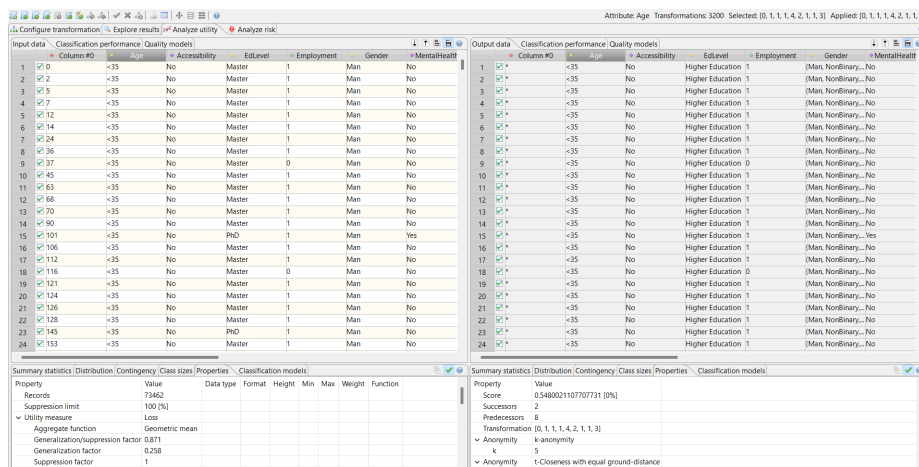 Attribute: Age Transformations: 3200 Selected: [0, 1, 1, 1, 4, 2, 1, 1, 3] Applied: [0, 1, 1, 1, 4, 2, 1, 1
Configure transformation Explore results Analyze utility Analyze risk
Input data Classification performance Quality models
Column #0 Age Accessibility EdLevel Employment Gender MentalHealth
1 0 <35 No Master 1 Man No
2 2 <35 No Master 1 Man No
3 5 <35 No Master 1 Man No
4 7 <35 No Master 1 Man No
5 12 <35 No Master 1 Man No
6 14 <35 No Master 1 Man No
7 24 <35 No Master 1 Man No
8 36 <35 No Master 1 Man No
9 37 <35 No Master 0 Man No
10 45 <35 No Master 1 Man No
11 63 <35 No Master 1 Man No
12 68 <35 No Master 1 Man No
13 70 <35 No Master 1 Man No
14 90 <35 No Master 1 Man No
15 101 <35 No PhD 1 Man Yes
16 106 <35 No Master 1 Man No
17 112 <35 No Master 1 Man No
18 116 <35 No Master 0 Man No
19 121 <35 No Master 1 Man No
20 124 <35 No Master 1 Man No
21 126 <35 No Master 1 Man No
22 128 <35 No Master 1 Man No
23 145 <35 No PhD 1 Man No
24 153 <35 No Master 1 Man No
Output data Classification performance Quality models
Column #0 Age Accessibility EdLevel Employment Gender MentalHealth
1 * <35 No Higher Education 1 {Man, NonBinary,... No
2 * <35 No Higher Education 1 {Man, NonBinary,... No
3 * <35 No Higher Education 1 {Man, NonBinary,... No
4 * <35 No Higher Education 1 {Man, NonBinary,... No
5 * <35 No Higher Education 1 {Man, NonBinary,... No
6 * <35 No Higher Education 1 {Man, NonBinary,... No
7 * <35 No Higher Education 1 {Man, NonBinary,... No
8 * <35 No Higher Education 1 {Man, NonBinary,... No
9 * <35 No Higher Education 0 {Man, NonBinary,... No
10 * <35 No Higher Education 1 {Man, NonBinary,... No
11 * <35 No Higher Education 1 {Man, NonBinary,... No
12 * <35 No Higher Education 1 {Man, NonBinary,... No
13 * <35 No Higher Education 1 {Man, NonBinary,... No
14 * <35 No Higher Education 1 {Man, NonBinary,... No
15 * <35 No Higher Education 1 {Man, NonBinary,... Yes
16 * <35 No Higher Education 1 {Man, NonBinary,... No
17 * <35 No Higher Education 1 {Man, NonBinary,... No
18 * <35 No Higher Education 0 {Man, NonBinary,... No
19 * <35 No Higher Education 1 {Man, NonBinary,... No
20 * <35 No Higher Education 1 {Man, NonBinary,... No
21 * <35 No Higher Education 1 {Man, NonBinary,... No
22 * <35 No Higher Education 1 {Man, NonBinary,... No
23 * <35 No Higher Education 1 {Man, NonBinary,... No
24 * <35 No Higher Education 1 {Man, NonBinary,... No
Summary statistics Distribution Contingency Class sizes Properties Classification models
Property Value Data type Format Height Min Max Weight Function
Records 73462
Suppression limit 100 [%]
Utility measure Loss
Aggregate function Geometric mean
Generalization/suppression factor 0.871
Generalization factor 0.258
Suppression factor 1
Summary statistics Distribution Contingency Class sizes Properties Classification models
Property Value
Score 0.5480021107707731 [0%]
Successors 2
Predecessors 8
Transformation [0, 1, 1, 1, 4, 2, 1, 1, 3]
Anonymity k-anonymity
k 5
Anonymity t-Closeness with equal ground-distance